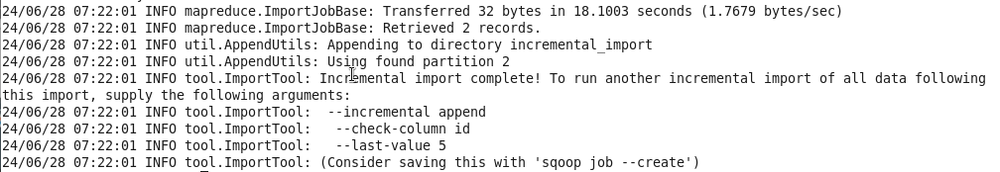 24/06/28 07:22:01 INFO mapreduce.ImportJobBase: Transferred 32 bytes in 18.1003 seconds (1.7679 bytes/sec)
24/06/28 07:22:01 INFO mapreduce.ImportJobBase: Retrieved 2 records.
24/06/28 07:22:01 INFO util.AppendUtils: Appending to directory incremental_import
24/06/28 07:22:01 INFO util.AppendUtils: Using found partition 2
24/06/28 07:22:01 INFO tool.ImportTool: Incremental import complete! To run another incremental import of all data following
this import, supply the following arguments:
24/06/28 07:22:01 INFO tool.ImportTool:  --incremental append
24/06/28 07:22:01 INFO tool.ImportTool:   --check-column id
24/06/28 07:22:01 INFO tool.ImportTool:   --last-value 5
24/06/28 07:22:01 INFO tool.ImportTool: (Consider saving this with 'sqoop job --create')